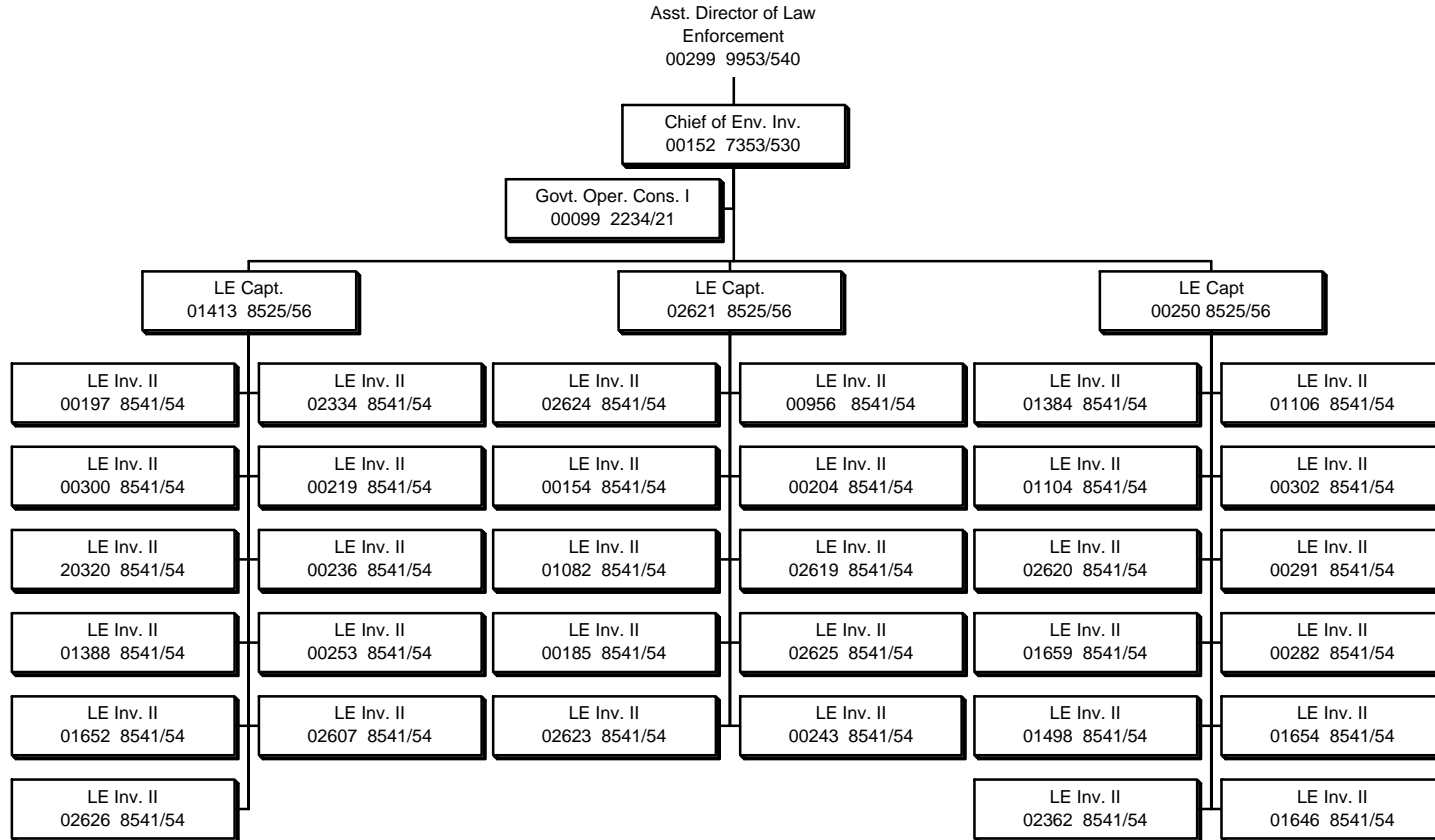 Asst. Director of Law
Enforcement
00299 9953/540
Chief of Env. Inv.
00152 7353/530
Govt. Oper. Cons. I
00099 2234/21
LE Capt.
01413 8525/56
LE Capt.
02621 8525/56
LE Capt
00250 8525/56
LE Inv. II
00197 8541/54
LE Inv. II
02334 8541/54
LE Inv. II
02624 8541/54
LE Inv. II
00956 8541/54
LE Inv. II
01384 8541/54
LE Inv. II
01106 8541/54
LE Inv. II
00300 8541/54
LE Inv. II
00219 8541/54
LE Inv. II
00154 8541/54
LE Inv. II
00204 8541/54
LE Inv. II
01104 8541/54
LE Inv. II
00302 8541/54
LE Inv. II
20320 8541/54
LE Inv. II
00236 8541/54
LE Inv. II
01082 8541/54
LE Inv. II
02619 8541/54
LE Inv. II
02620 8541/54
LE Inv. II
00291 8541/54
LE Inv. II
01388 8541/54
LE Inv. II
00253 8541/54
LE Inv. II
00185 8541/54
LE Inv. II
02625 8541/54
LE Inv. II
01659 8541/54
LE Inv. II
00282 8541/54
LE Inv. II
01652 8541/54
LE Inv. II
02607 8541/54
LE Inv. II
02623 8541/54
LE Inv. II
00243 8541/54
LE Inv. II
01498 8541/54
LE Inv. II
01654 8541/54
LE Inv. II
02626 8541/54
LE Inv. II
02362 8541/54
LE Inv. II
01646 8541/54